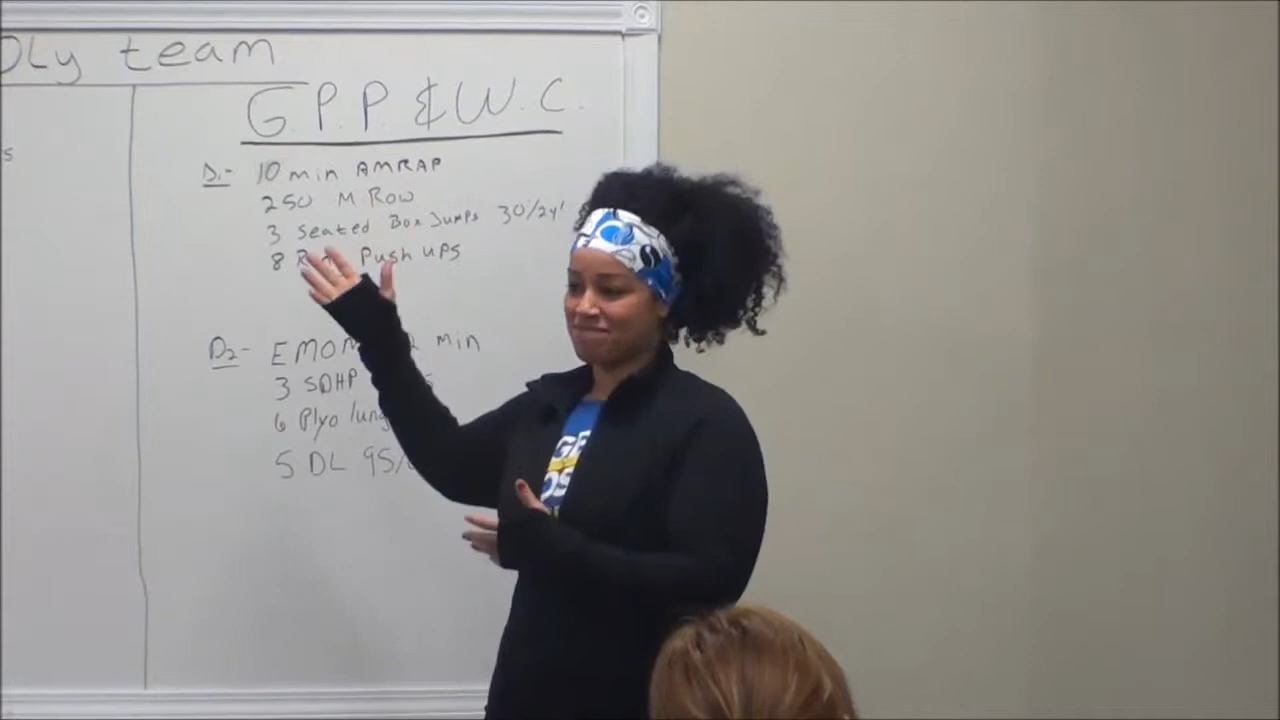 OLy team
G.P.P. & W.C.
s
D1- 10 min AMRAP
250 M Row
3 Seated Box Jumps 30/24"
8 Push ups
D2- EMOM min
3 SDHP
6 Plyo lung
5 DL 95/